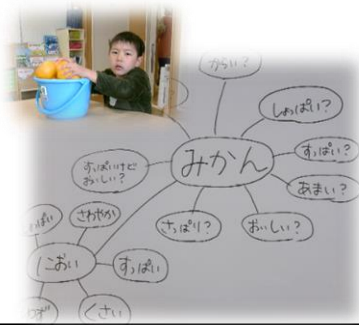 からい?
しょっぱい?
すっぱい?
みかん
すっぱいけど
おいしい?
あまい?
さわやか
さっぱり?
おいしい?
におい
すっぱい
くさい